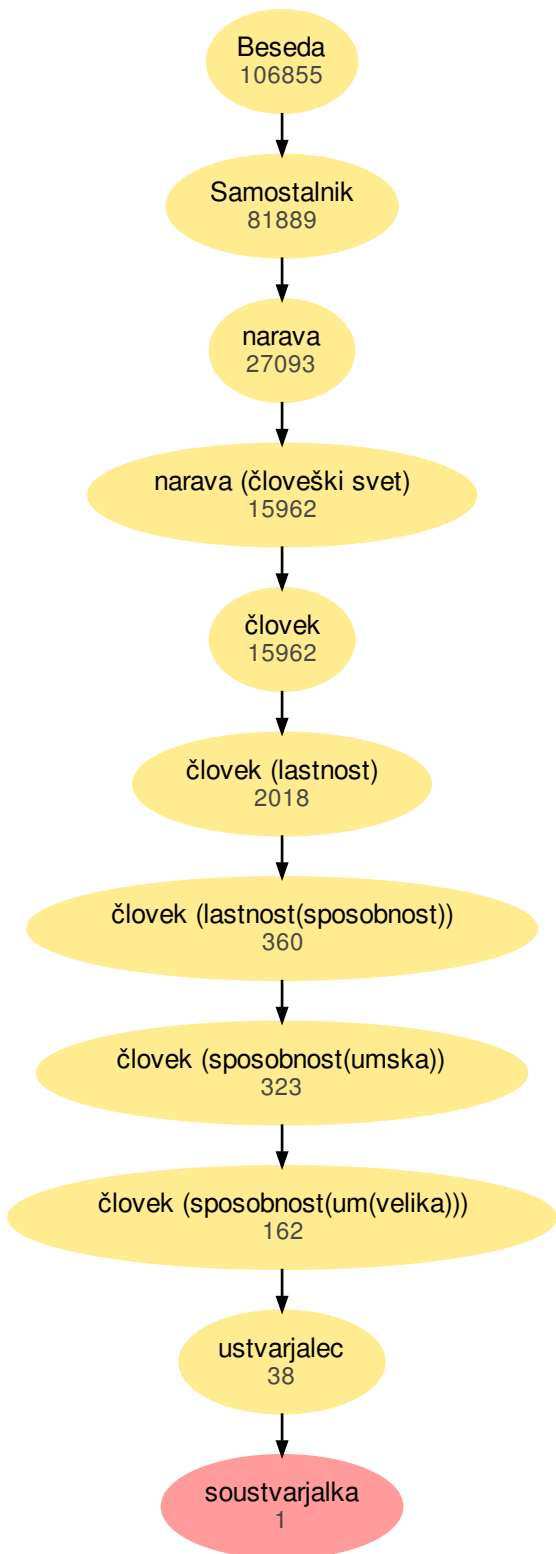 Beseda
106855
Samostalnik
81889
narava
27093
narava (človeški svet)
15962
človek
15962
človek (lastnost)
2018
človek (lastnost(sposobnost))
360
človek (sposobnost(umska))
323
človek (sposobnost(um(velika)))
162
ustvarjalec
38
soustvarjalka
1